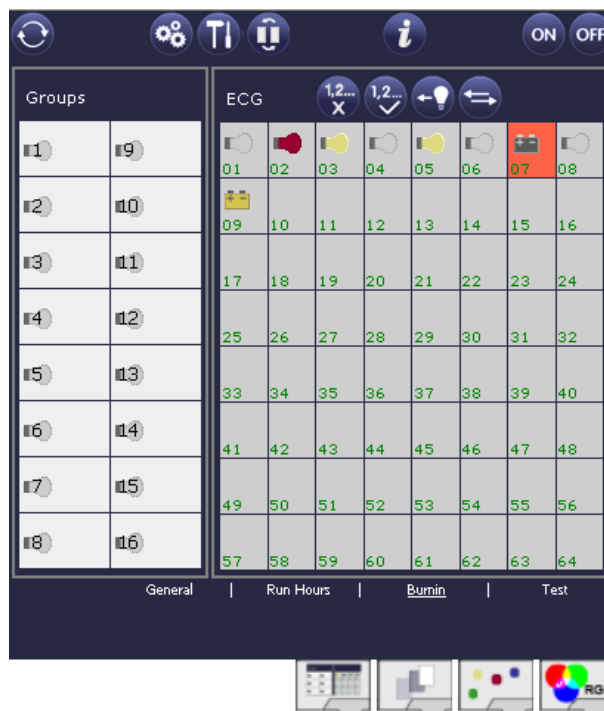 i ON OFF
Groups
ECG 1,2... X 1,2...
1 9
2 10
3 11
4 12
5 13
6 14
7 15
8 16
01 02 03 04 05 06 07 08
09 10 11 12 13 14 15 16
17 18 19 20 21 22 23 24
25 26 27 28 29 30 31 32
33 34 35 36 37 38 39 40
41 42 43 44 45 46 47 48
49 50 51 52 53 54 55 56
57 58 59 60 61 62 63 64
General | Run Hours | Burnin | Test
RG